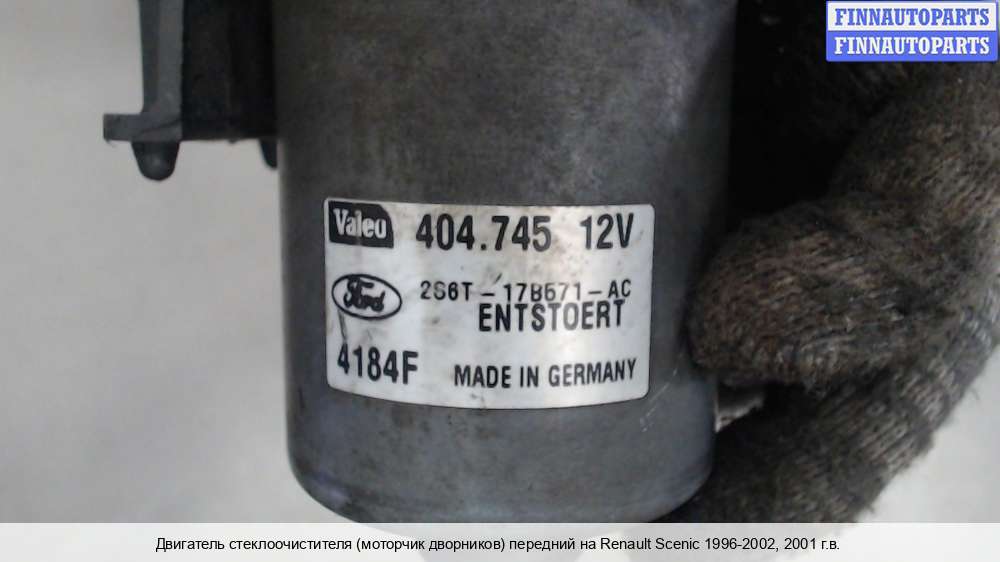 FINNAUTOPARTS
FINNAUTOPARTS
Valeo 404.745 12V
Ford 2S6T-17B571-AC
ENTSTOERT
4184F MADE IN GERMANY
Двигатель стеклоочистителя (моторчик дворников) передний на Renault Scenic 1996-2002, 2001 г.в.